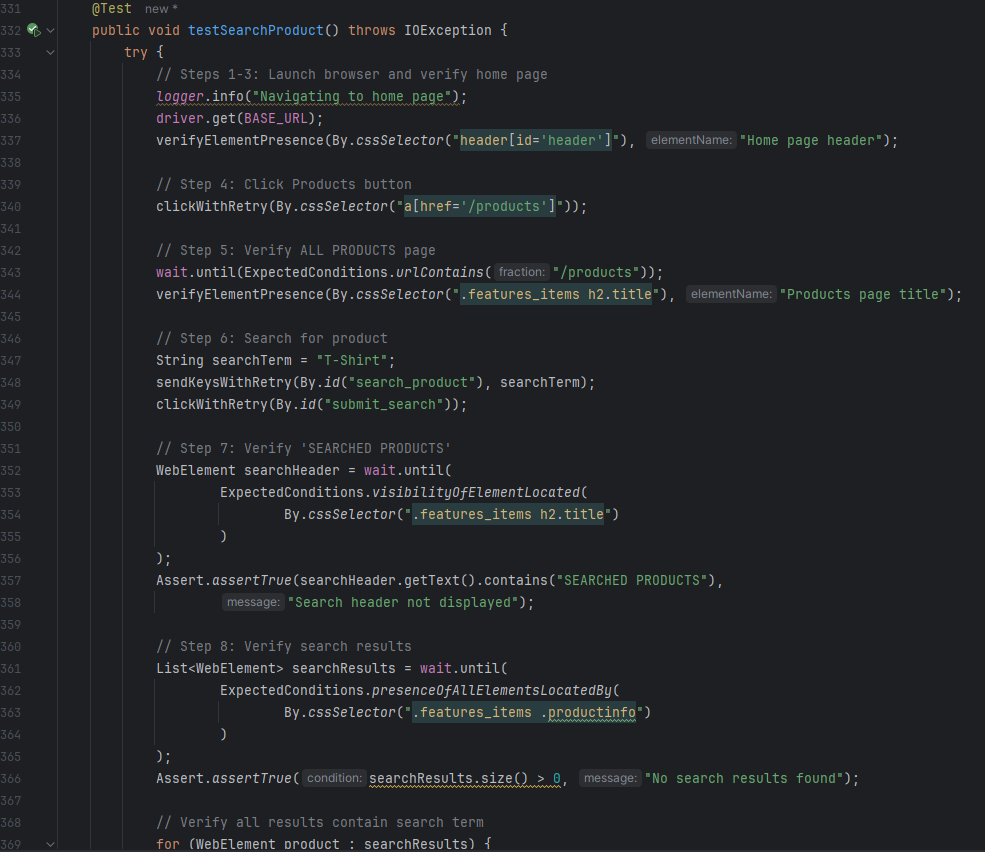 331 @Test new *
332 public void testSearchProduct() throws IOException {
333 try {
334 // Steps 1-3: Launch browser and verify home page
335 logger.info("Navigating to home page");
336 driver.get(BASE_URL);
337 verifyElementPresence(By.cssSelector("header[id='header']"), elementName: "Home page header");
338
339 // Step 4: Click Products button
340 clickWithRetry(By.cssSelector("a[href='/products']"));
341
342 // Step 5: Verify ALL PRODUCTS page
343 wait.until(ExpectedConditions.urlContains( fraction: "/products"));
344 verifyElementPresence(By.cssSelector(".features_items h2.title"), elementName: "Products page title");
345
346 // Step 6: Search for product
347 String searchTerm = "T-Shirt";
348 sendKeysWithRetry(By.id("search_product"), searchTerm);
349 clickWithRetry(By.id("submit_search"));
350
351 // Step 7: Verify 'SEARCHED PRODUCTS'
352 WebElement searchHeader = wait.until(
353 ExpectedConditions.visibilityOfElementLocated(
354 By.cssSelector(".features_items h2.title")
355 )
356 );
357 Assert.assertTrue(searchHeader.getText().contains("SEARCHED PRODUCTS"),
358 message: "Search header not displayed");
359
360 // Step 8: Verify search results
361 List<WebElement> searchResults = wait.until(
362 ExpectedConditions.presenceOfAllElementsLocatedBy(
363 By.cssSelector(".features_items .productinfo")
364 )
365 );
366 Assert.assertTrue( condition: searchResults.size() > 0, message: "No search results found");
367
368 // Verify all results contain search term
369 for (WebElement product : searchResults) {